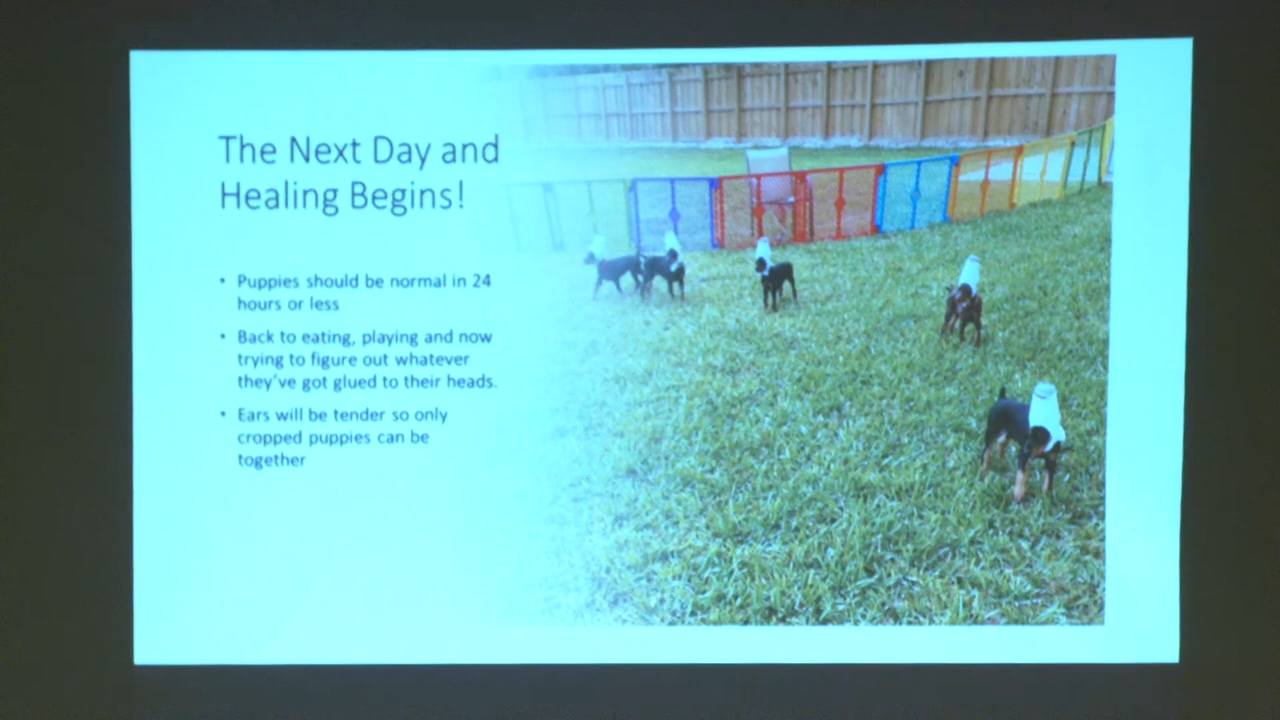 The Next Day and
Healing Begins!
• Puppies should be normal in 24
hours or less
• Back to eating, playing and now
trying to figure out whatever
they've got glued to their heads.
• Ears will be tender so only
cropped puppies can be
together